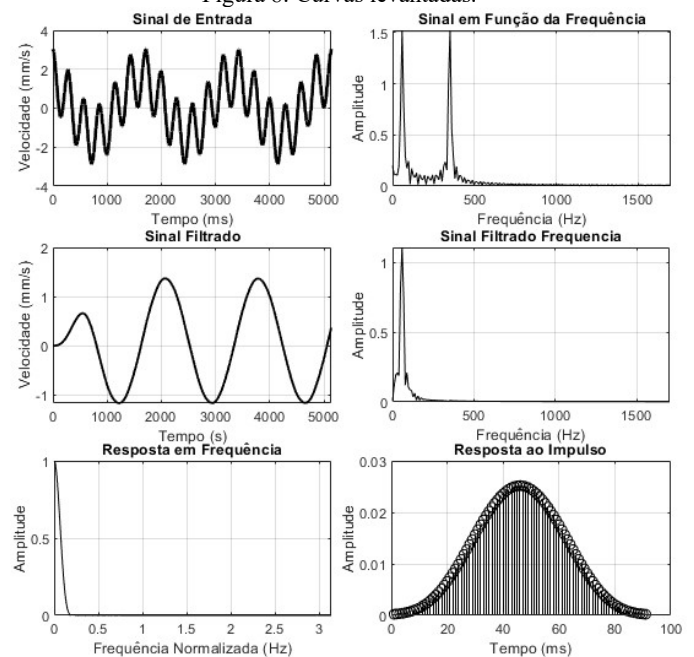 Figura 8. Curvas levantadas.
Sinal de Entrada
4
2
0
-2
-4
Velocidade (mm/s)
0 1000 2000 3000 4000 5000
Tempo (ms)
Sinal em Função da Frequência
1.5
1
0.5
0
Amplitude
0 500 1000 1500
Frequência (Hz)
Sinal Filtrado
2
1
0
-1
Velocidade (mm/s)
0 1000 2000 3000 4000 5000
Tempo (s)
Sinal Filtrado Frequencia
1
0.5
0
Amplitude
0 500 1000 1500
Frequência (Hz)
Resposta em Frequência
1
0.5
0
Amplitude
0 0.5 1 1.5 2 2.5 3
Frequência Normalizada (Hz)
Resposta ao Impulso
0.03
0.02
0.01
0
Amplitude
0 20 40 60 80 100
Tempo (ms)